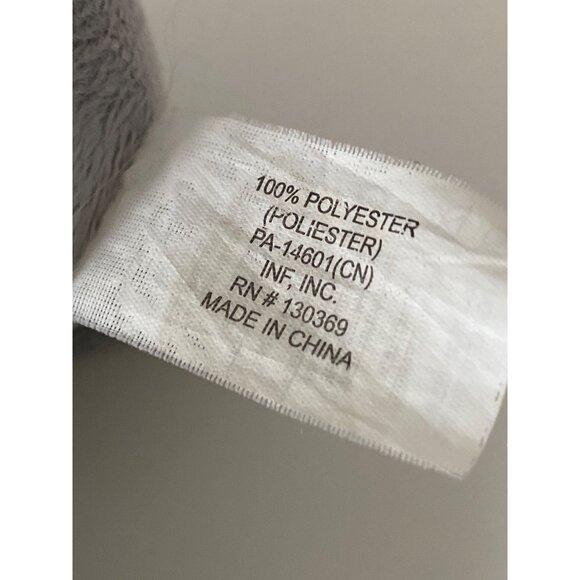 100% POLYESTER
(POLIESTER)
PA-14601(CN)
INF, INC.
RN # 130369
MADE IN CHINA